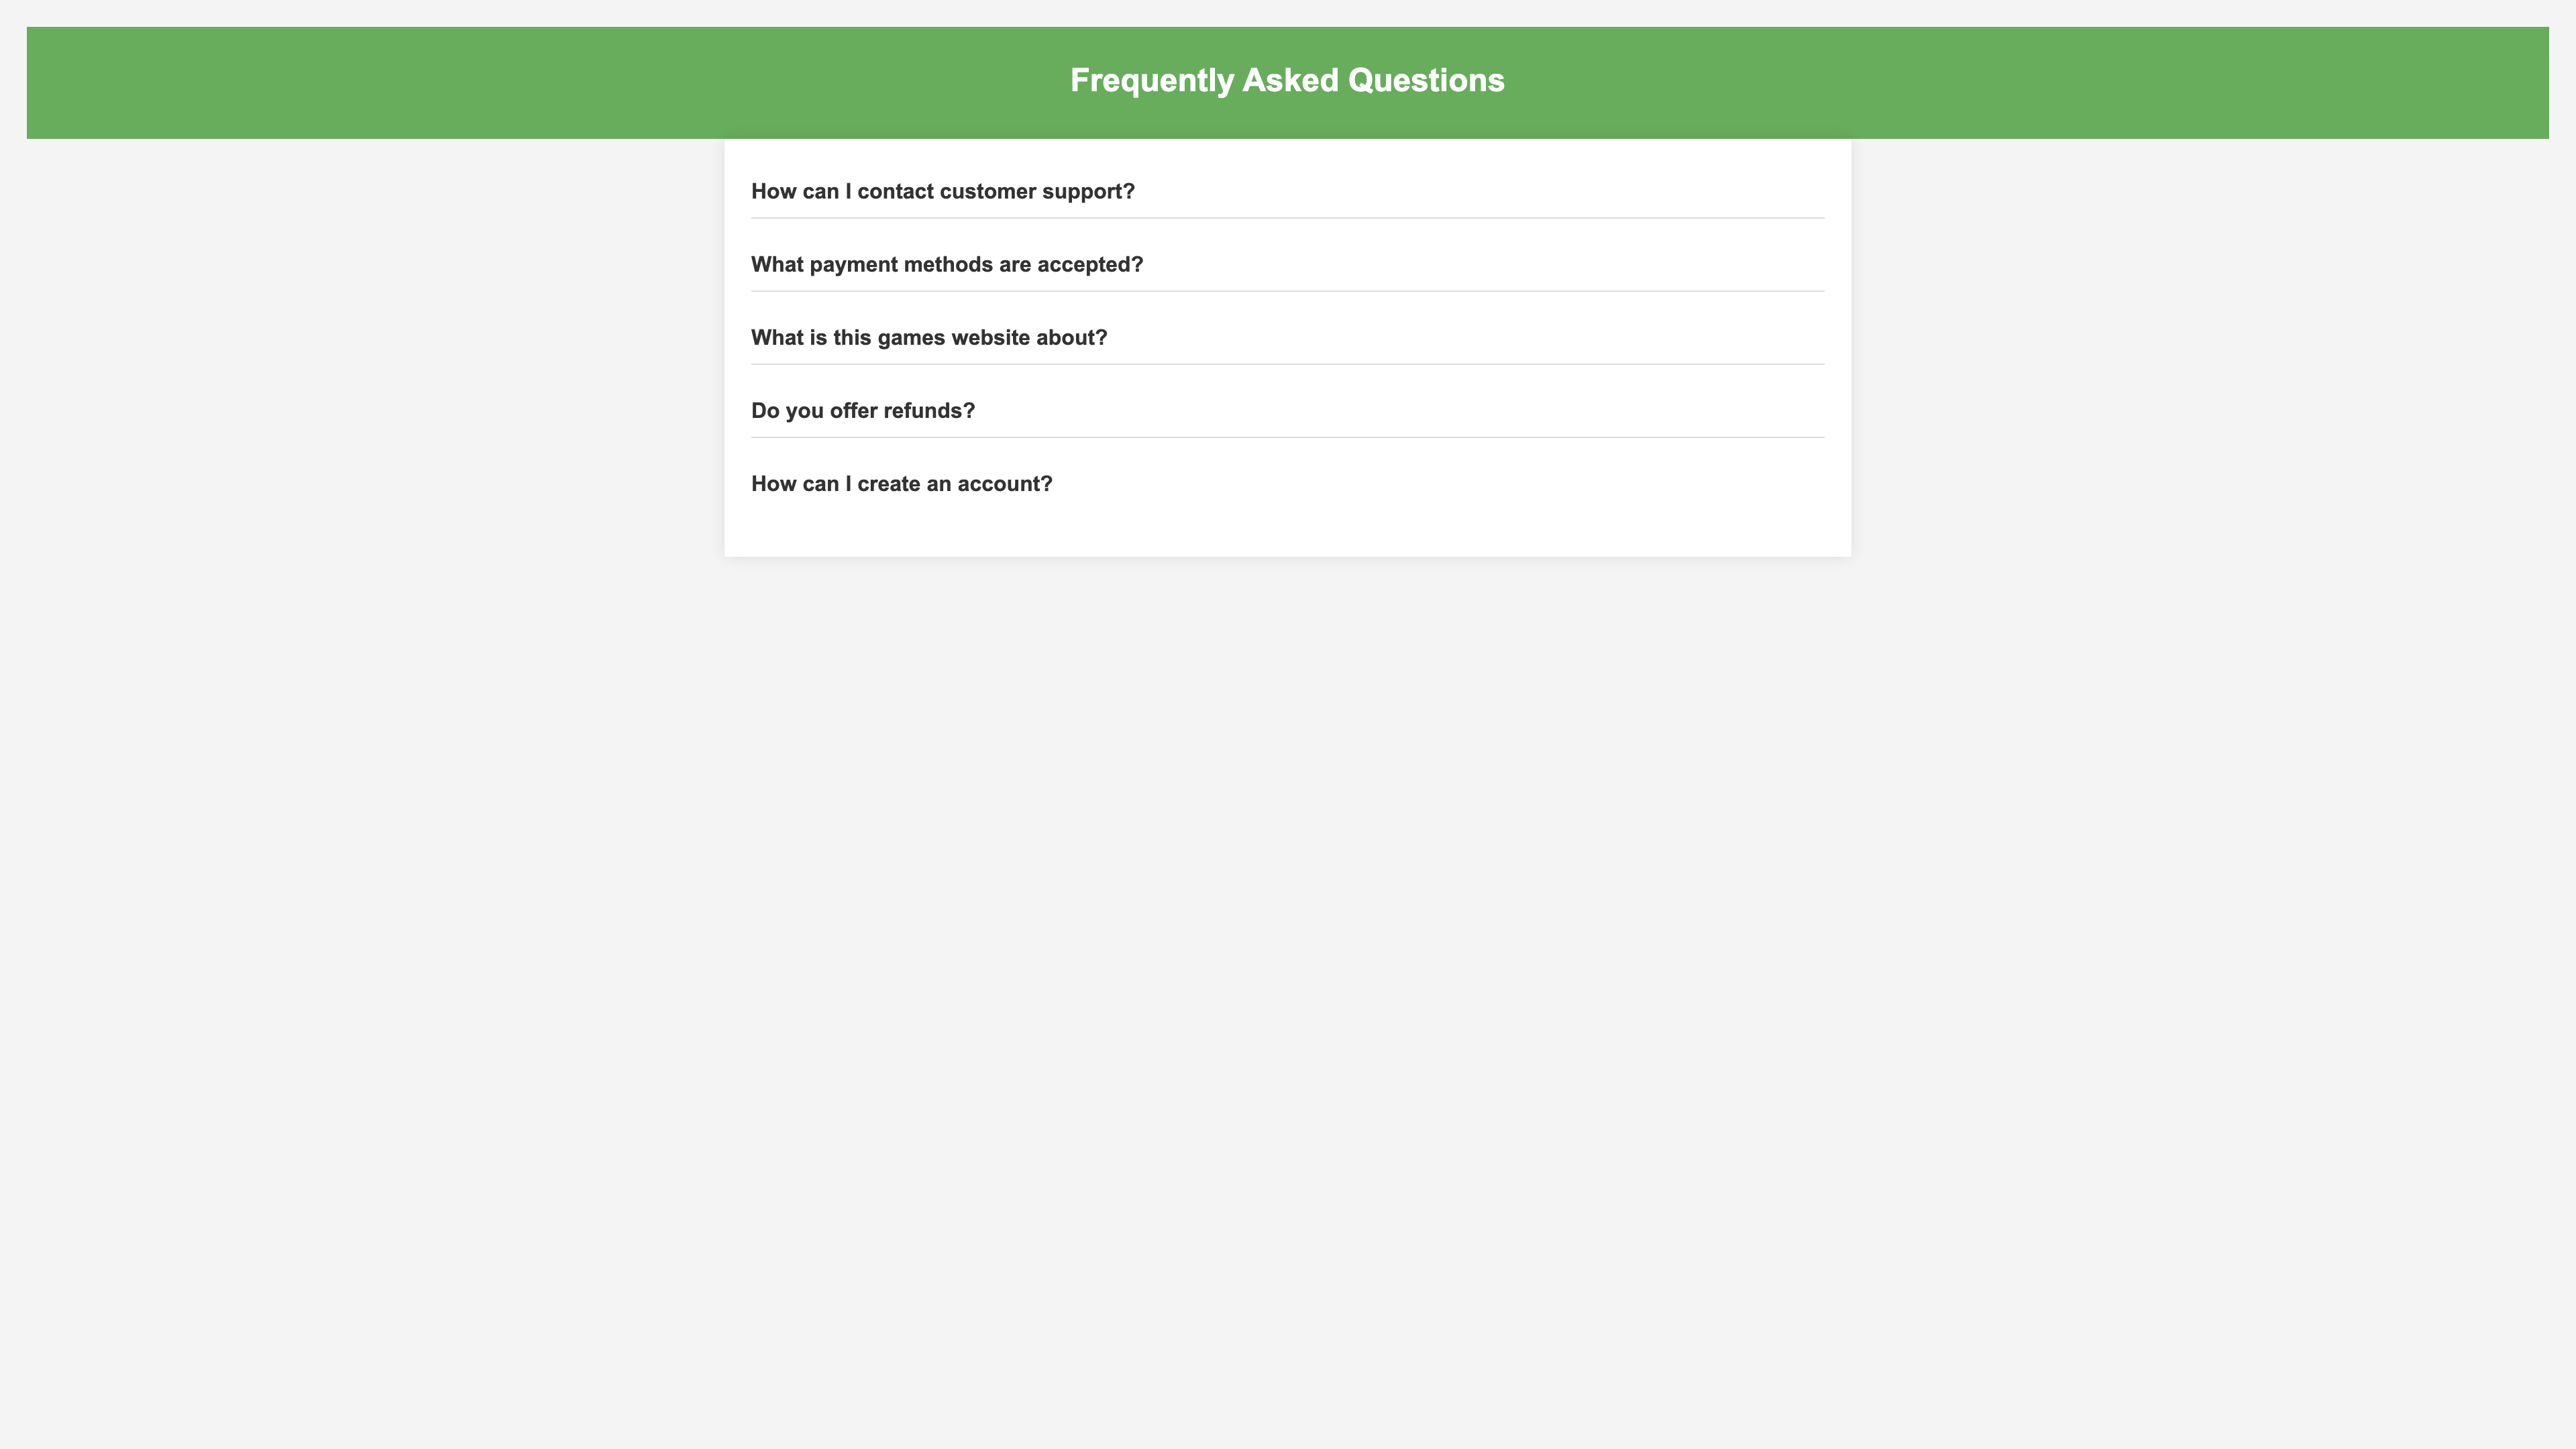 Frequently Asked Questions
How can I contact customer support?
What payment methods are accepted?
What is this games website about?
Do you offer refunds?
How can I create an account?